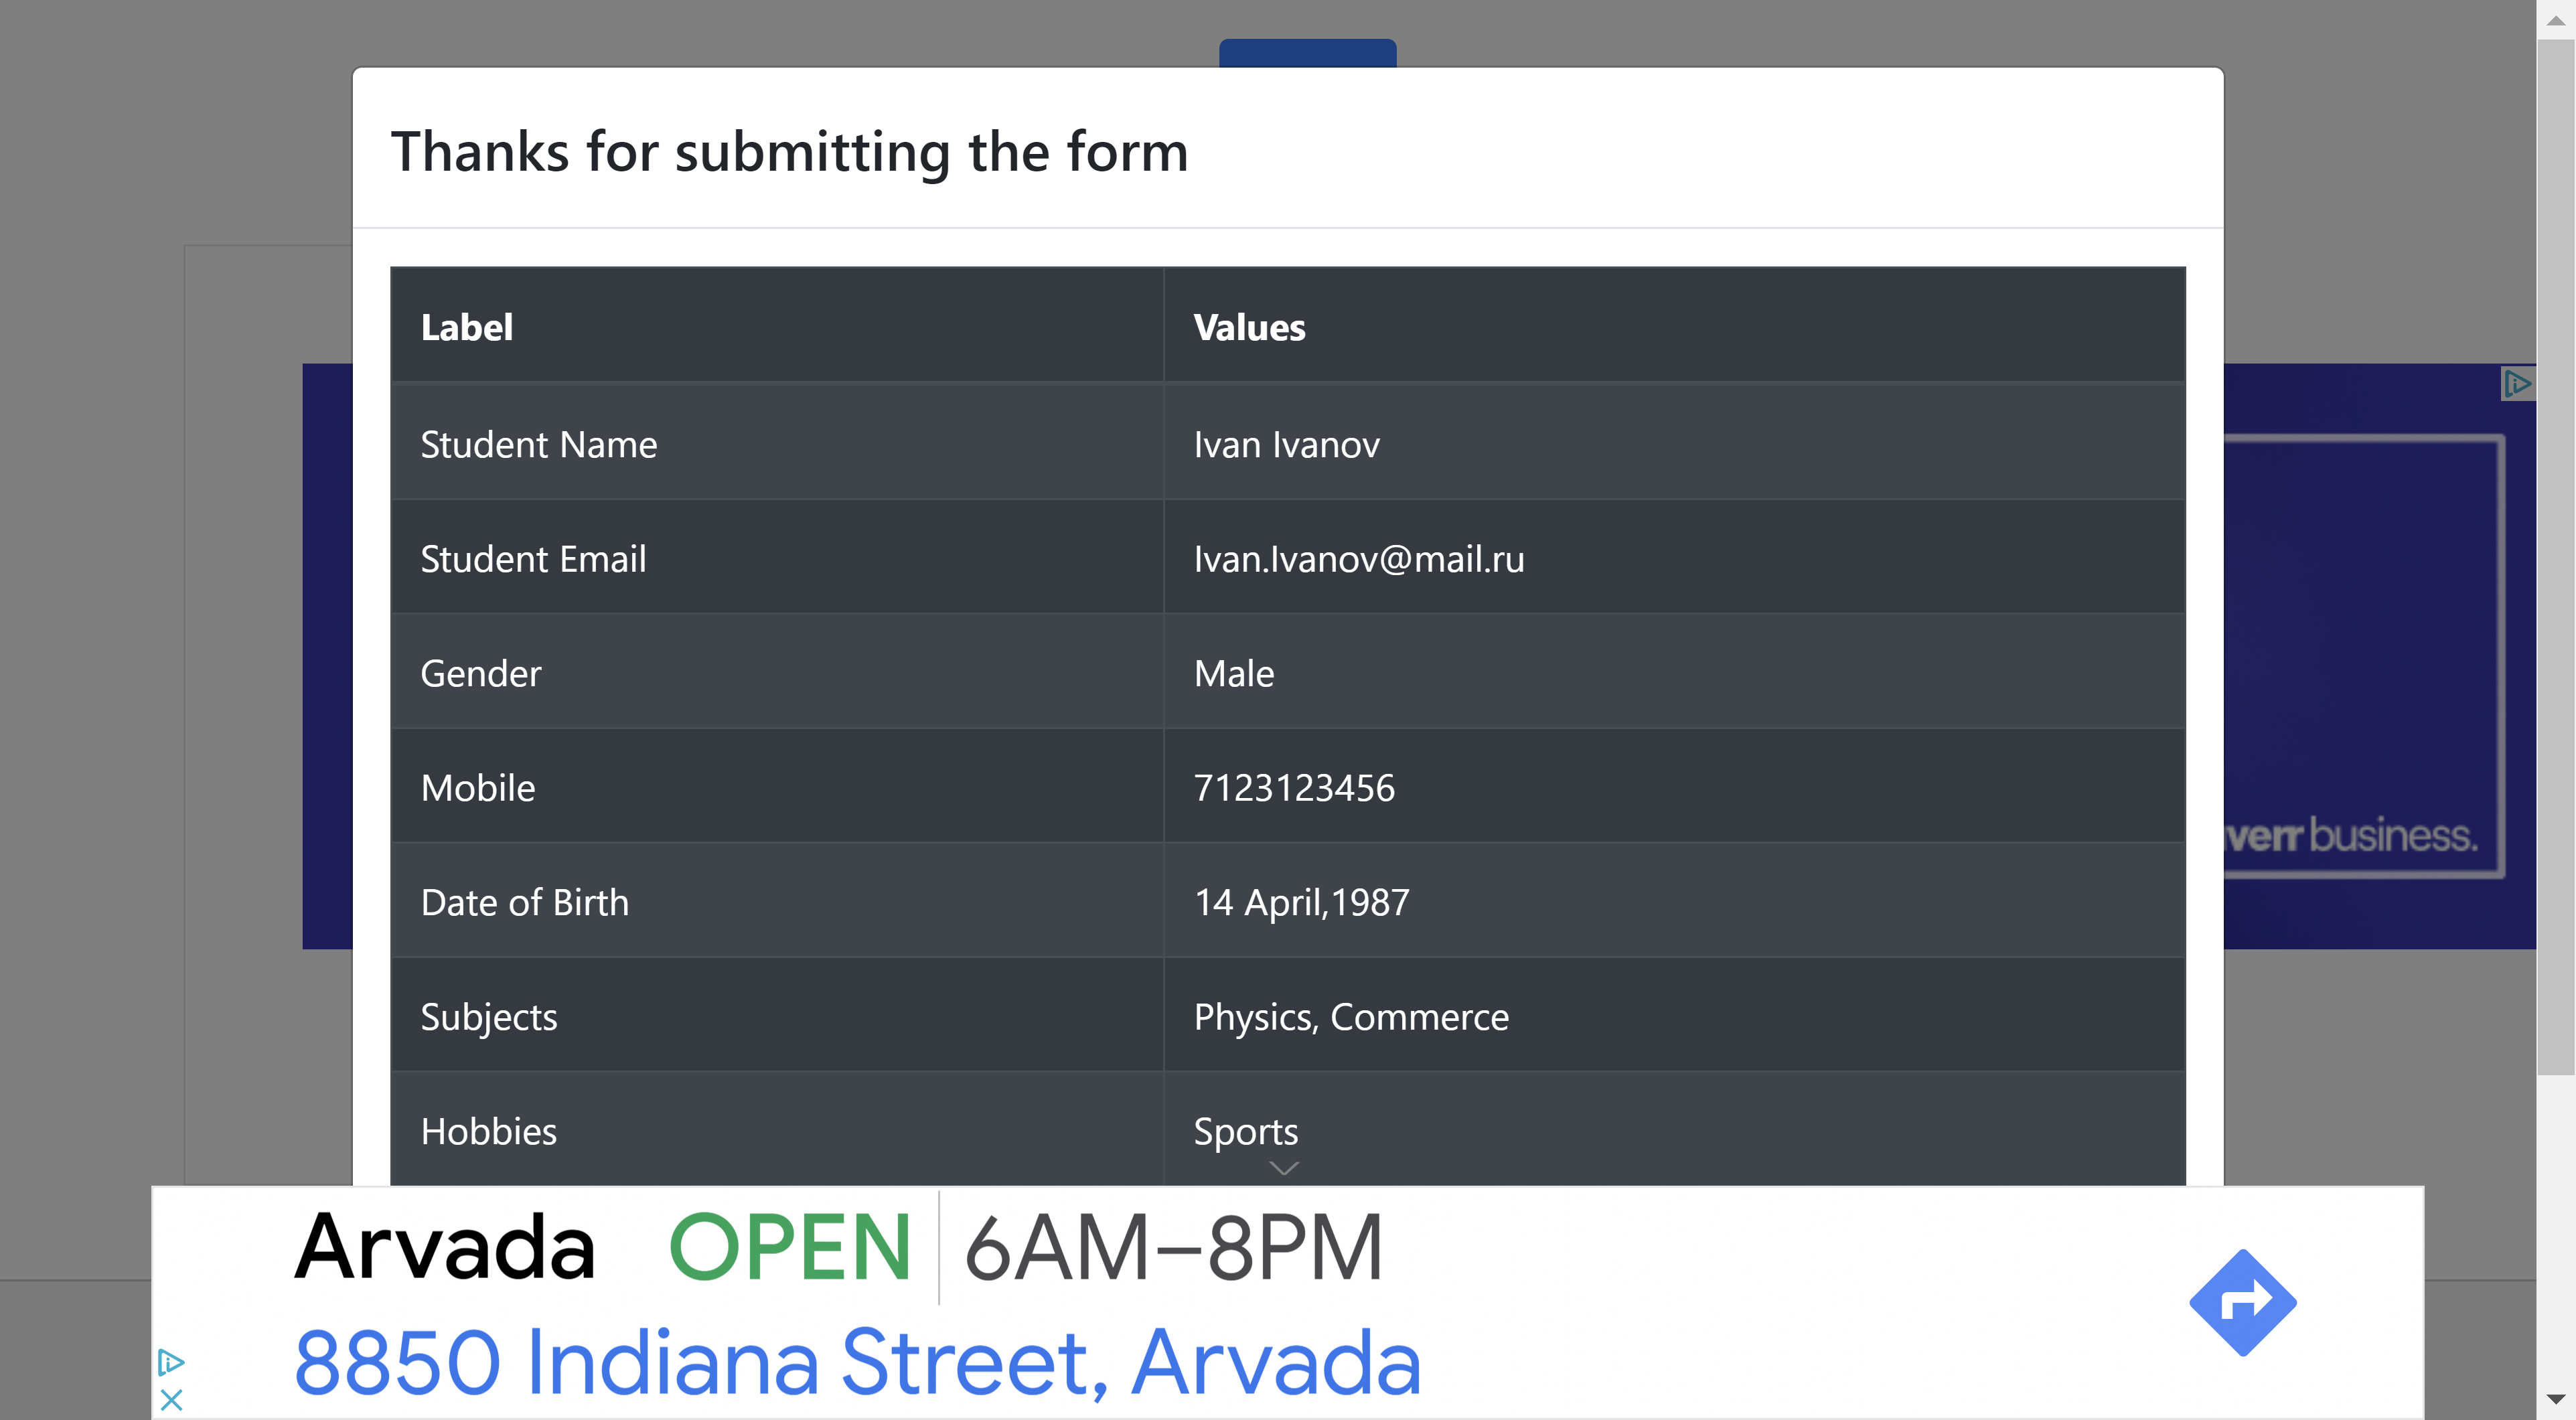 Thanks for submitting the form
Label Values
Student Name Ivan Ivanov
Student Email Ivan.Ivanov@mail.ru
Gender Male
Mobile 7123123456
Date of Birth 14 April,1987
Subjects Physics, Commerce
Hobbies Sports
verr business.
Arvada OPEN 6AM–8PM
8850 Indiana Street, Arvada